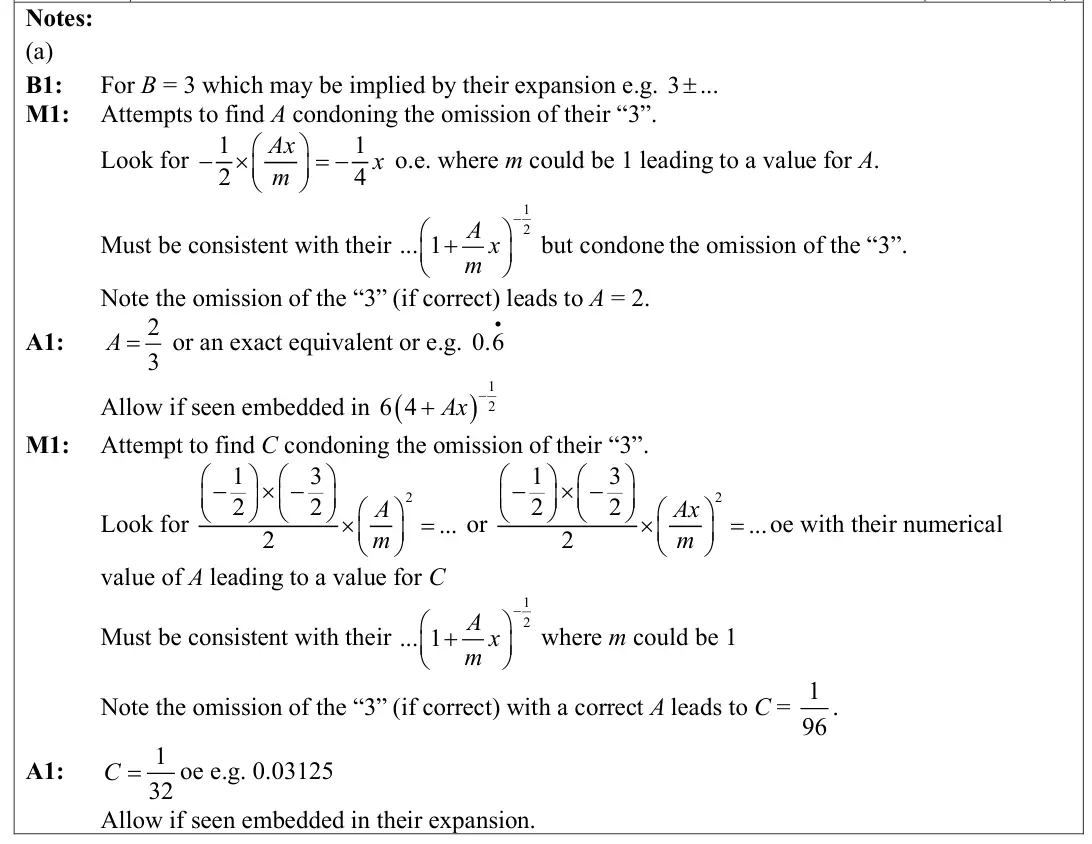 Notes:
(a)
B1: For B = 3 which may be implied by their expansion e.g. 3 ± ...
M1: Attempts to find A condoning the omission of their “3”.
Look for −1/2 × (Ax/m) = −1/4 x o.e. where m could be 1 leading to a value for A.
Must be consistent with their ...(1 + A/m x)^(−1/2) but condone the omission of the “3”.
Note the omission of the “3” (if correct) leads to A = 2.
A1: A = 2/3 or an exact equivalent or e.g. 0.6̇
Allow if seen embedded in 6(4 + Ax)^(−1/2)
M1: Attempt to find C condoning the omission of their “3”.
Look for ((−1/2) × (−3/2))/2 × (A/m)² = ... or ((−1/2) × (−3/2))/2 × (Ax/m)² = ... oe with their numerical
value of A leading to a value for C
Must be consistent with their ...(1 + A/m x)^(−1/2) where m could be 1
Note the omission of the “3” (if correct) with a correct A leads to C = 1/96.
A1: C = 1/32 oe e.g. 0.03125
Allow if seen embedded in their expansion.